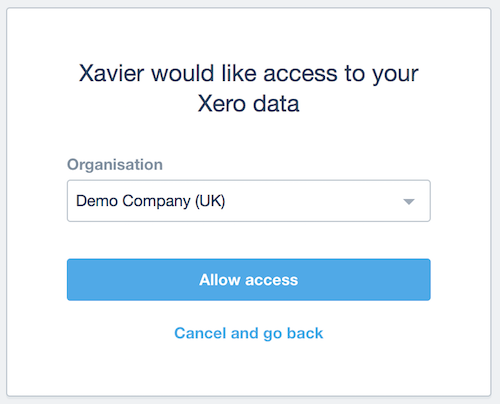 Xavier would like access to your
Xero data
Organisation
Demo Company (UK)
Allow access
Cancel and go back